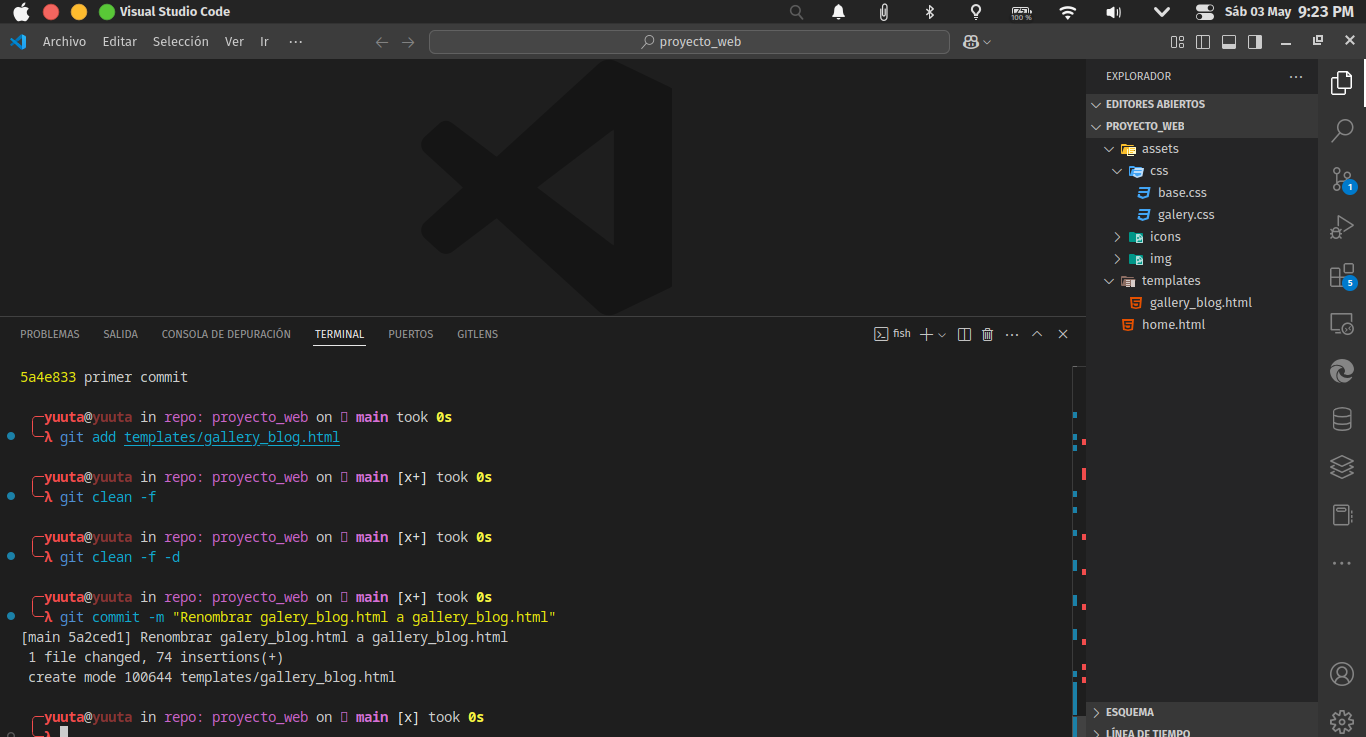 Visual Studio Code
75%
100 %
Sáb 03 May 9:23 PM
Archivo Editar Selección Ver Ir ···
proyecto_web
EXPLORADOR
EDITORES ABIERTOS
PROYECTO_WEB
assets
css
base.css
galery.css
icons
img
templates
gallery_blog.html
home.html
1
5
PROBLEMAS SALIDA CONSOLA DE DEPURACIÓN TERMINAL PUERTOS GITLENS
fish
5a4e833 primer commit
yuuta@yuuta in repo: proyecto_web on main took 0s
λ git add templates/gallery_blog.html
yuuta@yuuta in repo: proyecto_web on main [x+] took 0s
λ git clean -f
yuuta@yuuta in repo: proyecto_web on main [x+] took 0s
λ git clean -f -d
yuuta@yuuta in repo: proyecto_web on main [x+] took 0s
λ git commit -m "Renombrar galery_blog.html a gallery_blog.html"
[main 5a2ced1] Renombrar galery_blog.html a gallery_blog.html
1 file changed, 74 insertions(+)
create mode 100644 templates/gallery_blog.html
yuuta@yuuta in repo: proyecto_web on main [x] took 0s
λ
ESQUEMA
LÍNEA DE TIEMPO